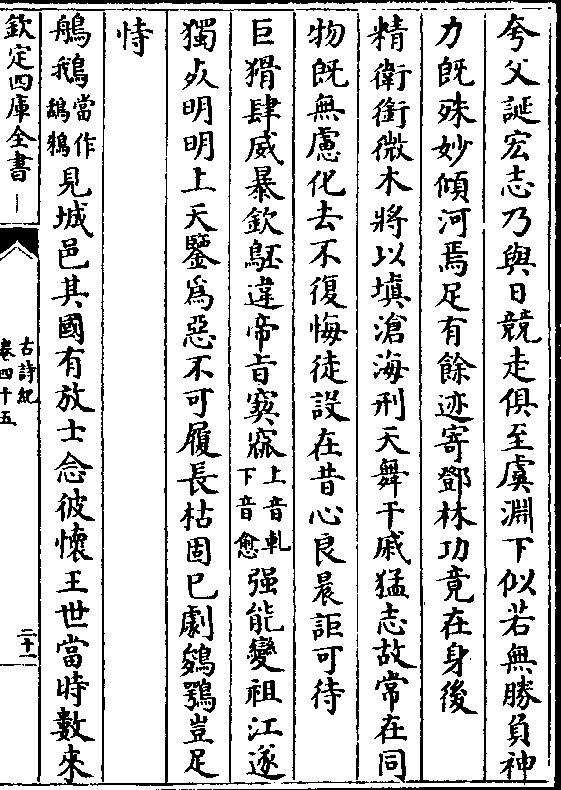 夸父誕宏志乃與日競走俱至虞淵下似若無勝負神
力既殊妙傾河焉足有餘迹寄鄧林功竟在身後
精衛銜微木將以填滄海刑天舞干戚猛志故常在同
物既無慮化去不復悔徒設在昔心良晨詎可待
巨猾肆威暴欽駓違帝旨窫窳上音軋下音愈强能變祖江遂
獨死明明上天鑒為惡不可履長枯固已劇鵕鶚豈足
恃
鵃鵝當作鴟鴸見城邑其國有放士念彼懷王世當時數來
欽定四庫全書
古詩紀
卷四十五
二十一